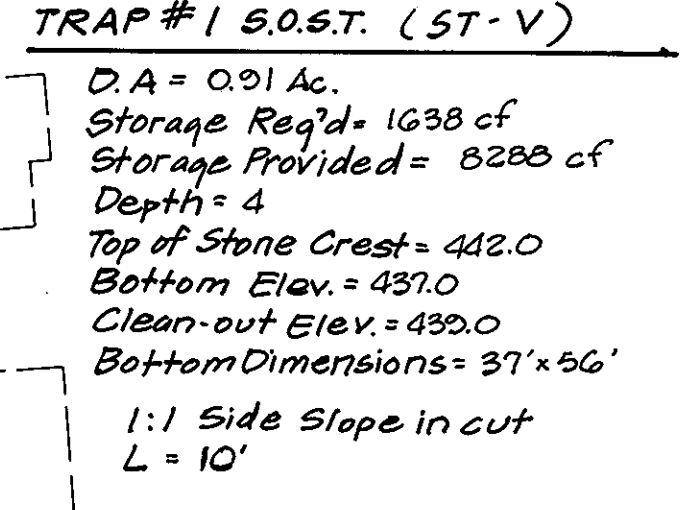 TRAP # 1 S.O.S.T. (ST-V)
D.A = 0.91 Ac.
Storage Req'd = 1638 cf
Storage Provided = 8288 cf
Depth = 4
Top of Stone Crest = 442.0
Bottom Elev. = 437.0
Clean-out Elev. = 439.0
Bottom Dimensions = 37' x 56'
1:1 Side Slope in cut
L = 10'